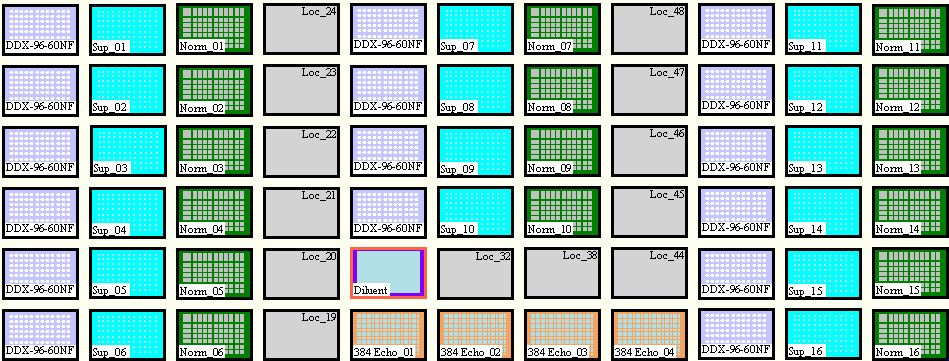 DDX-96-60NF Sup_01 Norm_01 Loc_24 DDX-96-60NF Sup_07 Norm_07 Loc_48 DDX-96-60NF Sup_11 Norm_11
DDX-96-60NF Sup_02 Norm_02 Loc_23 DDX-96-60NF Sup_08 Norm_08 Loc_47 DDX-96-60NF Sup_12 Norm_12
DDX-96-60NF Sup_03 Norm_03 Loc_22 DDX-96-60NF Sup_09 Norm_09 Loc_46 DDX-96-60NF Sup_13 Norm_13
DDX-96-60NF Sup_04 Norm_04 Loc_21 DDX-96-60NF Sup_10 Norm_10 Loc_45 DDX-96-60NF Sup_14 Norm_14
DDX-96-60NF Sup_05 Norm_05 Loc_20 Diluent Loc_32 Loc_38 Loc_44 DDX-96-60NF Sup_15 Norm_15
DDX-96-60NF Sup_06 Norm_06 Loc_19 384 Echo_01 384 Echo_02 384 Echo_03 384 Echo_04 DDX-96-60NF Sup_16 Norm_16